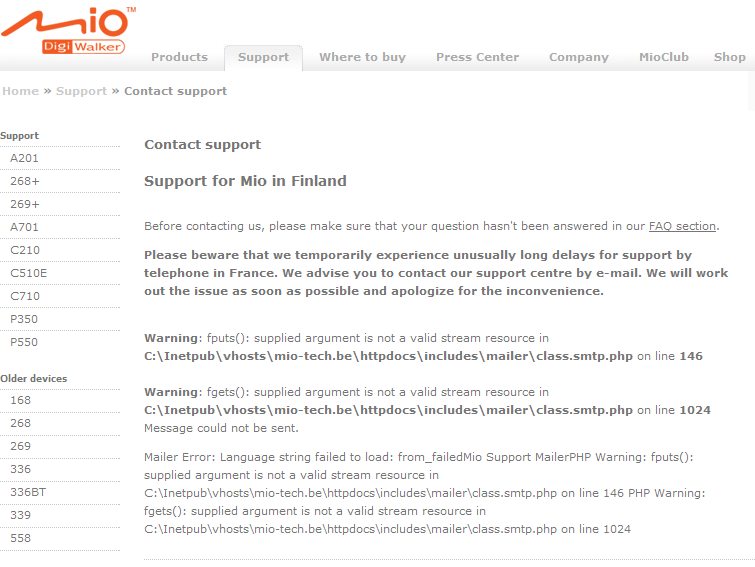 Mio™
DigiWalker
Products Support Where to buy Press Center Company MioClub Shop
Home » Support » Contact support
Support
A201
268+
269+
A701
C210
C510E
C710
P350
P550
Older devices
168
268
269
336
336BT
339
558
Contact support
Support for Mio in Finland
Before contacting us, please make sure that your question hasn't been answered in our FAQ section.
Please beware that we temporarily experience unusually long delays for support by
telephone in France. We advise you to contact our support centre by e-mail. We will work
out the issue as soon as possible and apologize for the inconvenience.
Warning: fputs(): supplied argument is not a valid stream resource in
C:\Inetpub\vhosts\mio-tech.be\httpdocs\includes\mailer\class.smtp.php on line 146
Warning: fgets(): supplied argument is not a valid stream resource in
C:\Inetpub\vhosts\mio-tech.be\httpdocs\includes\mailer\class.smtp.php on line 1024
Message could not be sent.
Mailer Error: Language string failed to load: from_failedMio Support MailerPHP Warning: fputs():
supplied argument is not a valid stream resource in
C:\Inetpub\vhosts\mio-tech.be\httpdocs\includes\mailer\class.smtp.php on line 146 PHP Warning:
fgets(): supplied argument is not a valid stream resource in
C:\Inetpub\vhosts\mio-tech.be\httpdocs\includes\mailer\class.smtp.php on line 1024